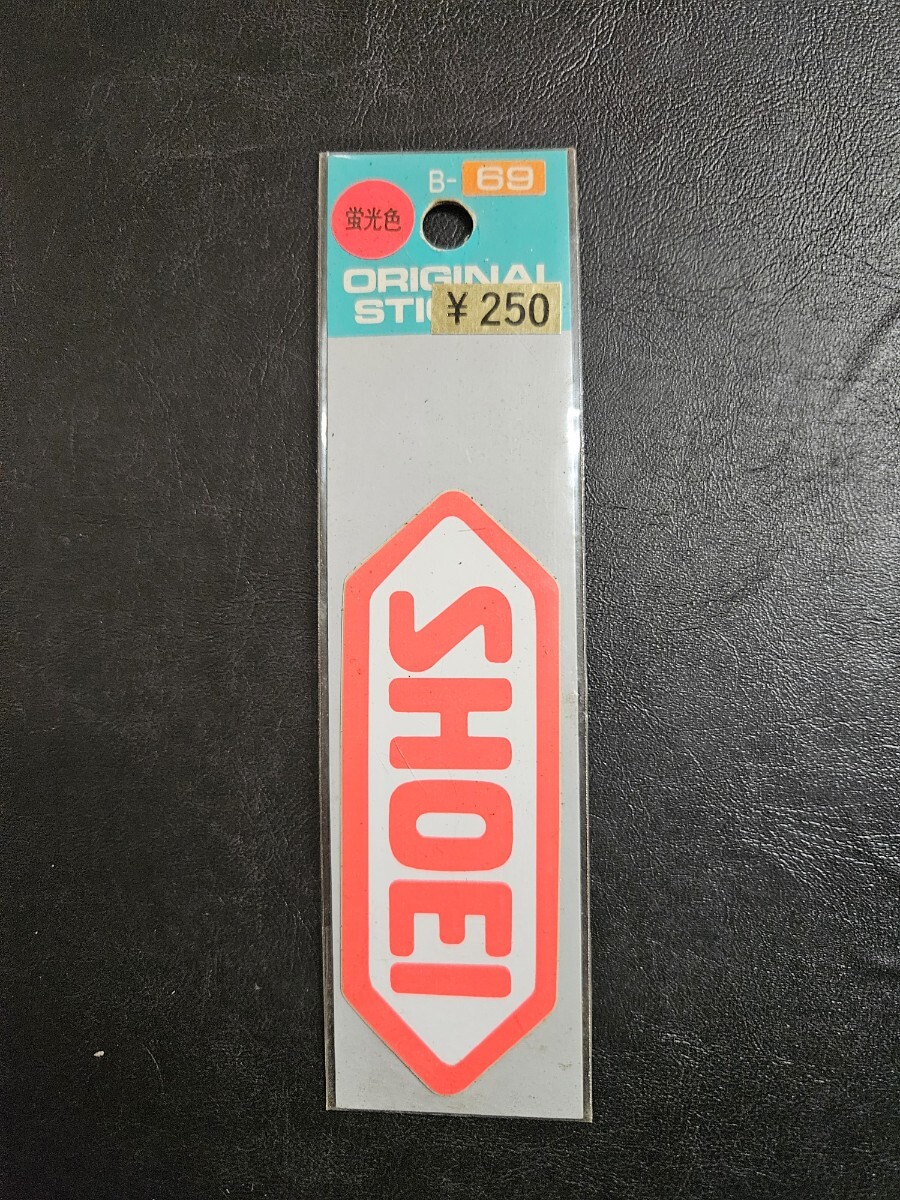 B-69
蛍光色
ORIGINAL
STI
¥250
SHOEI